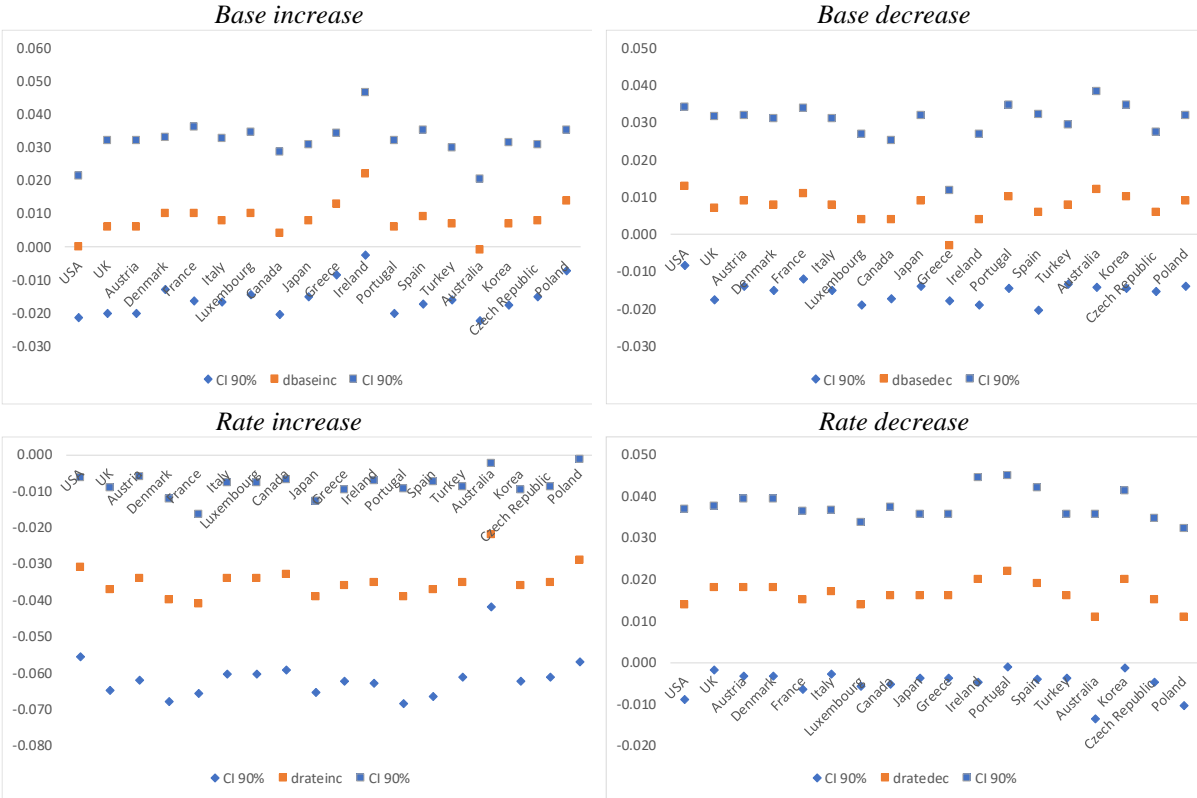 Base increase
0.060
0.050
0.040
0.030
0.020
0.010
0.000
-0.010
-0.020
-0.030
USA
UK
Austria
Denmark
France
Italy
Luxembourg
Canada
Japan
Greece
Ireland
Portugal
Spain
Turkey
Australia
Korea
Czech Republic
Poland
CI 90% dbaseinc CI 90%
Base decrease
0.050
0.040
0.030
0.020
0.010
0.000
-0.010
-0.020
-0.030
USA
UK
Austria
Denmark
France
Italy
Luxembourg
Canada
Japan
Greece
Ireland
Portugal
Spain
Turkey
Australia
Korea
Czech Republic
Poland
CI 90% dbasedec CI 90%
Rate increase
0.000
-0.010
-0.020
-0.030
-0.040
-0.050
-0.060
-0.070
-0.080
USA
UK
Austria
Denmark
France
Italy
Luxembourg
Canada
Japan
Greece
Ireland
Portugal
Spain
Turkey
Australia
Korea
Czech Republic
Poland
CI 90% drateinc CI 90%
Rate decrease
0.050
0.040
0.030
0.020
0.010
0.000
-0.010
-0.020
USA
UK
Austria
Denmark
France
Italy
Luxembourg
Canada
Japan
Greece
Ireland
Portugal
Spain
Turkey
Australia
Korea
Czech Republic
Poland
CI 90% dratedec CI 90%